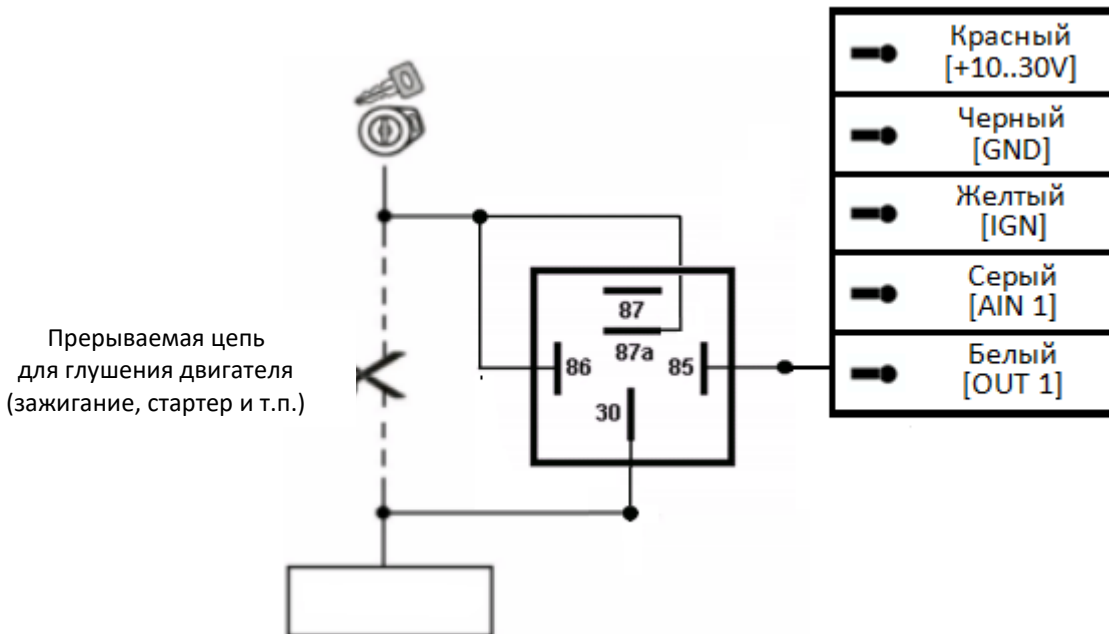 Красный
[+10..30V]
Черный
[GND]
Желтый
[IGN]
Серый
[AIN 1]
Белый
[OUT 1]
87
87a
86
85
30
Прерываемая цепь
для глушения двигателя
(зажигание, стартер и т.п.)